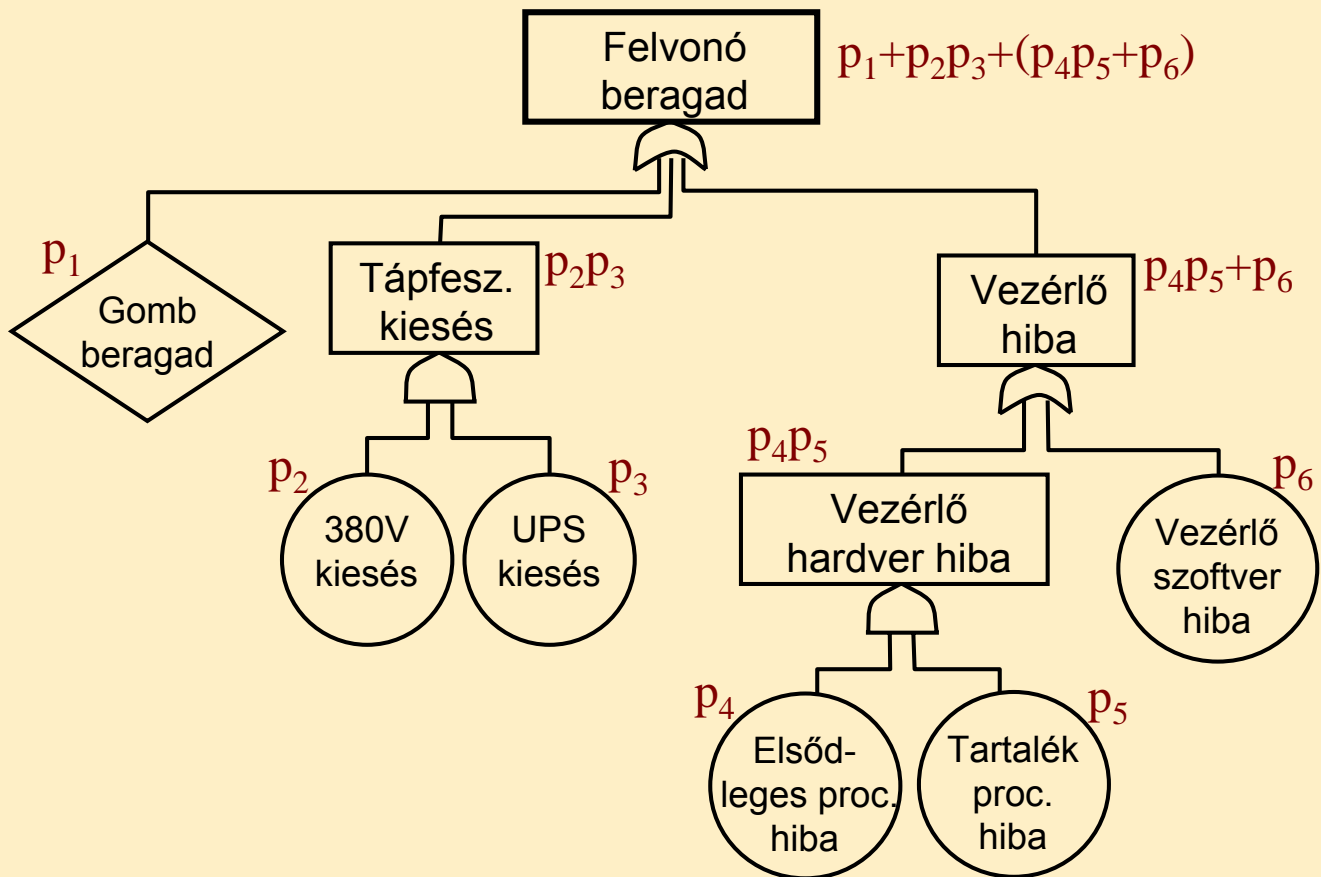 Felvonó
beragad
p₁+p₂p₃+(p₄p₅+p₆)
p₁
Gomb
beragad
Tápfesz.
kiesés
p₂p₃
Vezérlő
hiba
p₄p₅+p₆
p₂
380V
kiesés
p₃
UPS
kiesés
p₄p₅
Vezérlő
hardver hiba
p₆
Vezérlő
szoftver
hiba
p₄
Elsőd-
leges proc.
hiba
p₅
Tartalék
proc.
hiba